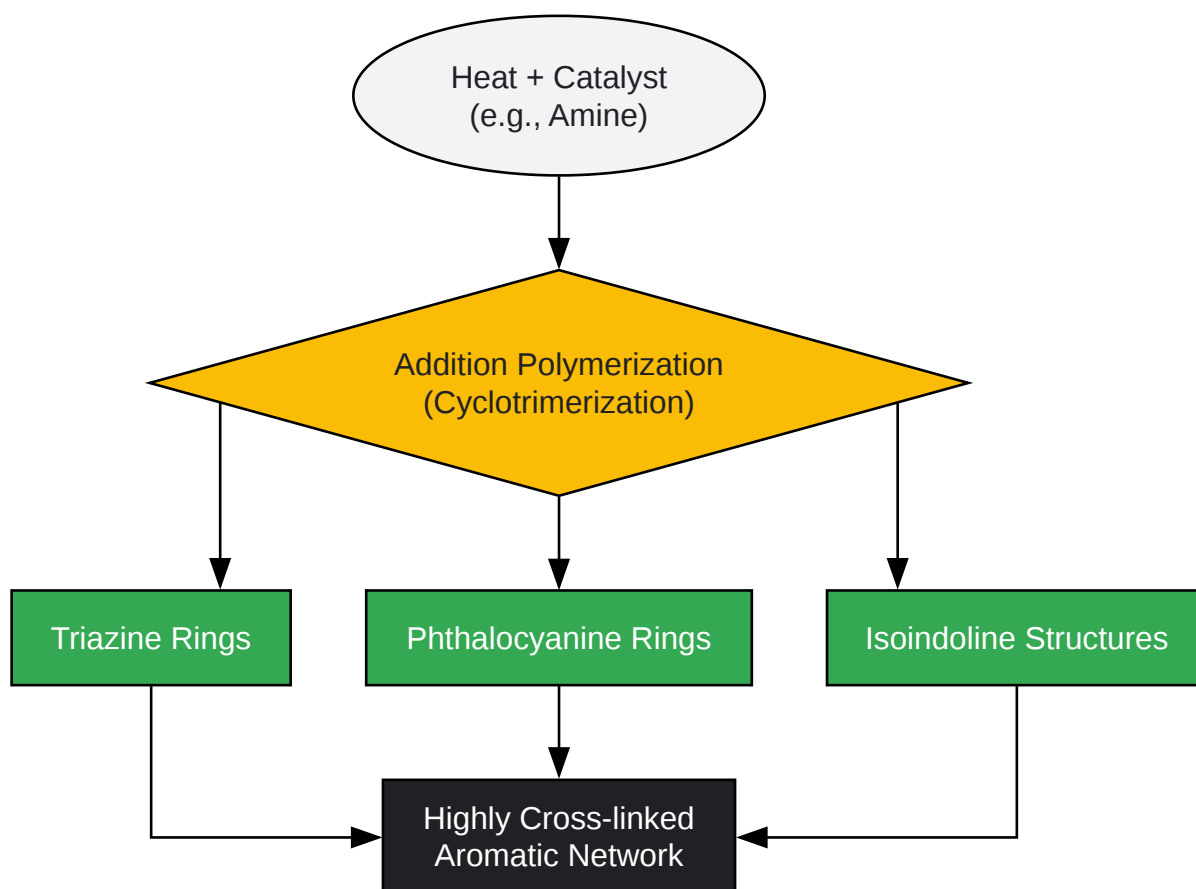 Heat + Catalyst
(e.g., Amine)
Addition Polymerization
(Cyclotrimerization)
Triazine Rings
Phthalocyanine Rings
Isoindoline Structures
Highly Cross-linked
Aromatic Network